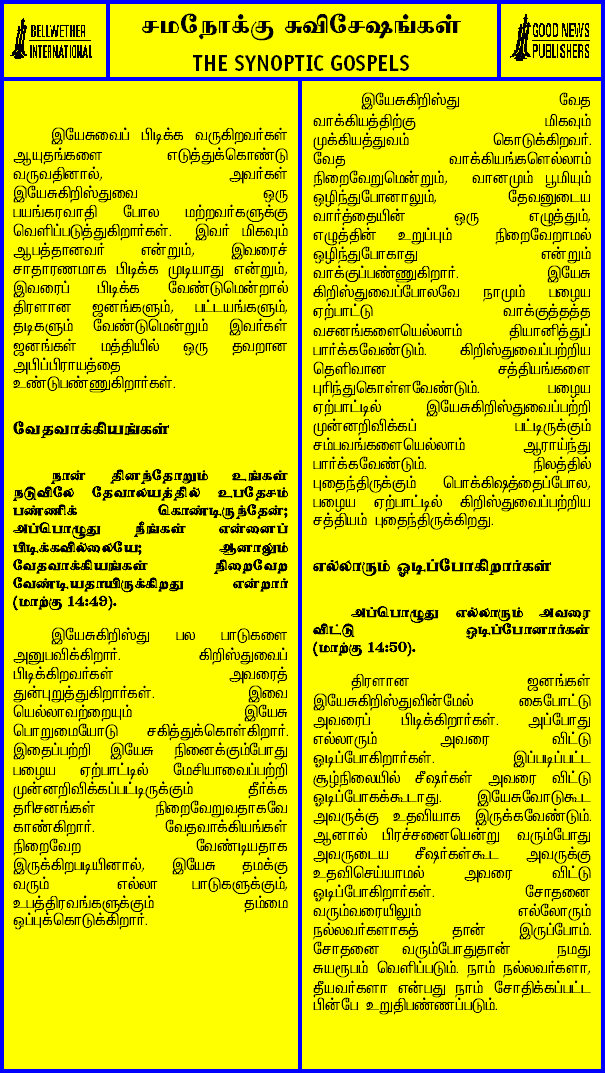 BELLWETHER
INTERNATIONAL
சமநோக்கு சுவிசேஷங்கள்
THE SYNOPTIC GOSPELS
GOOD NEWS
PUBLISHERS
இயேசுவைப் பிடிக்க வருகிறவர்கள்
ஆயுதங்களை எடுத்துக்கொண்டு
வருவதினால், அவர்கள்
இயேசுகிறிஸ்துவை ஒரு
பயங்கரவாதி போல மற்றவர்களுக்கு
வெளிப்படுத்துகிறார்கள். இவர் மிகவும்
ஆபத்தானவர் என்றும், இவரைச்
சாதாரணமாக பிடிக்க முடியாது என்றும்,
இவரைப் பிடிக்க வேண்டுமென்றால்
திரளான ஜனங்களும், பட்டயங்களும்,
தடிகளும் வேண்டுமென்றும் இவர்கள்
ஜனங்கள் மத்தியில் ஒரு தவறான
அபிப்பிராயத்தை
உண்டுபண்ணுகிறார்கள்.
வேதவாக்கியங்கள்
நான் தினந்தோறும் உங்கள்
நடுவிலே தேவாலயத்தில் உபதேசம்
பண்ணிக் கொண்டிருந்தேன்;
அப்பொழுது நீங்கள் என்னைப்
பிடிக்கவில்லையே; ஆனாலும்
வேதவாக்கியங்கள் நிறைவேற
வேண்டியதாயிருக்கிறது என்றார்
(மாற்கு 14:49).
இயேசுகிறிஸ்து பல பாடுகளை
அனுபவிக்கிறார். கிறிஸ்துவைப்
பிடிக்கிறவர்கள் அவரைத்
துன்புறுத்துகிறார்கள். இவை
யெல்லாவற்றையும் இயேசு
பொறுமையோடு சகித்துக்கொள்கிறார்.
இதைப்பற்றி இயேசு நினைக்கும்போது
பழைய ஏற்பாட்டில் மேசியாவைப்பற்றி
முன்னறிவிக்கப்பட்டிருக்கும் தீர்க்க
தரிசனங்கள் நிறைவேறுவதாகவே
காண்கிறார். வேதவாக்கியங்கள்
நிறைவேற வேண்டியதாக
இருக்கிறபடியினால், இயேசு தமக்கு
வரும் எல்லா பாடுகளுக்கும்,
உபத்திரவங்களுக்கும் தம்மை
ஒப்புக்கொடுக்கிறார்.
இயேசுகிறிஸ்து வேத
வாக்கியத்திற்கு மிகவும்
முக்கியத்துவம் கொடுக்கிறவர்.
வேத வாக்கியங்களெல்லாம்
நிறைவேறுமென்றும், வானமும் பூமியும்
ஒழிந்துபோனாலும், தேவனுடைய
வார்த்தையின் ஒரு எழுத்தும்,
எழுத்தின் உறுப்பும் நிறைவேறாமல்
ஒழிந்துபோகாது என்றும்
வாக்குப்பண்ணுகிறார். இயேசு
கிறிஸ்துவைப்போலவே நாமும் பழைய
ஏற்பாட்டு வாக்குத்தத்த
வசனங்களையெல்லாம் தியானித்துப்
பார்க்கவேண்டும். கிறிஸ்துவைப்பற்றிய
தெளிவான சத்தியங்களை
புரிந்துகொள்ளவேண்டும். பழைய
ஏற்பாட்டில் இயேசுகிறிஸ்துவைப்பற்றி
முன்னறிவிக்கப் பட்டிருக்கும்
சம்பவங்களையெல்லாம் ஆராய்ந்து
பார்க்கவேண்டும். நிலத்தில்
புதைந்திருக்கும் பொக்கிஷத்தைப்போல,
பழைய ஏற்பாட்டில் கிறிஸ்துவைப்பற்றிய
சத்தியம் புதைந்திருக்கிறது.
எல்லாரும் ஓடிப்போகிறார்கள்
அப்பொழுது எல்லாரும் அவரை
விட்டு ஓடிப்போனார்கள்
(மாற்கு 14:50).
திரளான ஜனங்கள்
இயேசுகிறிஸ்துவின்மேல் கைபோட்டு
அவரைப் பிடிக்கிறார்கள். அப்போது
எல்லாரும் அவரை விட்டு
ஓடிப்போகிறார்கள். இப்படிப்பட்ட
சூழ்நிலையில் சீஷர்கள் அவரை விட்டு
ஓடிப்போகக்கூடாது. இயேசுவோடுகூட
அவருக்கு உதவியாக இருக்கவேண்டும்.
ஆனால் பிரச்சனையென்று வரும்போது
அவருடைய சீஷர்கள்கூட அவருக்கு
உதவிசெய்யாமல் அவரை விட்டு
ஓடிப்போகிறார்கள். சோதனை
வரும்வரையிலும் எல்லோரும்
நல்லவர்களாகத் தான் இருப்போம்.
சோதனை வரும்போதுதான் நமது
சுயரூபம் வெளிப்படும். நாம் நல்லவர்களா,
தீயவர்களா என்பது நாம் சோதிக்கப்பட்ட
பின்பே உறுதிபண்ணப்படும்.